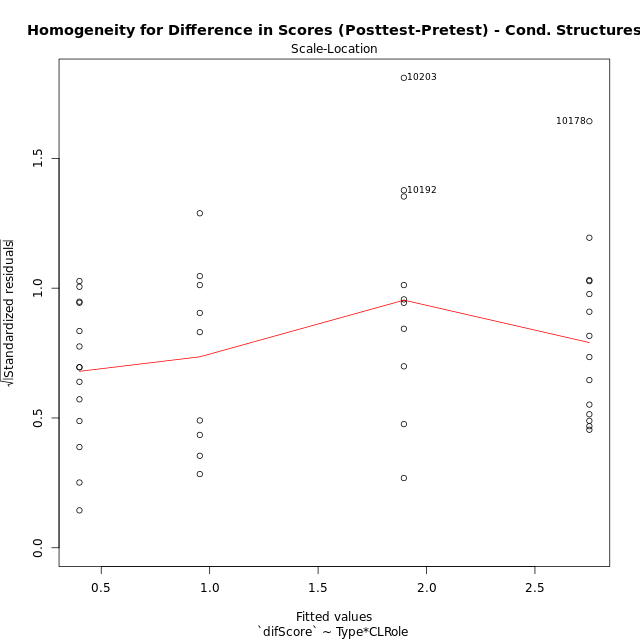 Homogeneity for Difference in Scores (Posttest-Pretest) - Cond. Structures
Scale-Location
10203
10178
10192
√|Standardized residuals|
0.0
0.5
1.0
1.5
0.5
1.0
1.5
2.0
2.5
Fitted values
`difScore` ~ Type*CLRole